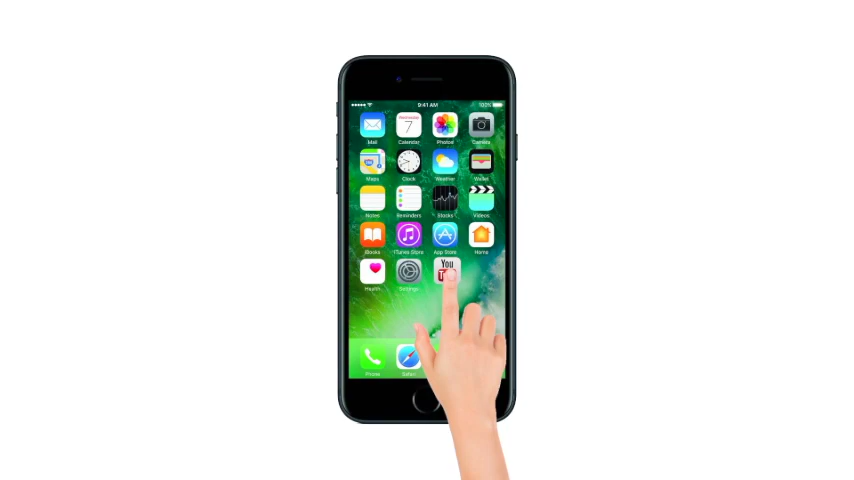 9:41 AM 100%
Wednesday
7
Mail Calendar Photos Camera
Maps Clock Weather Wallet
Notes Reminders Stocks Videos
iBooks iTunes Store App Store Home
You
Health Settings
Phone Safari